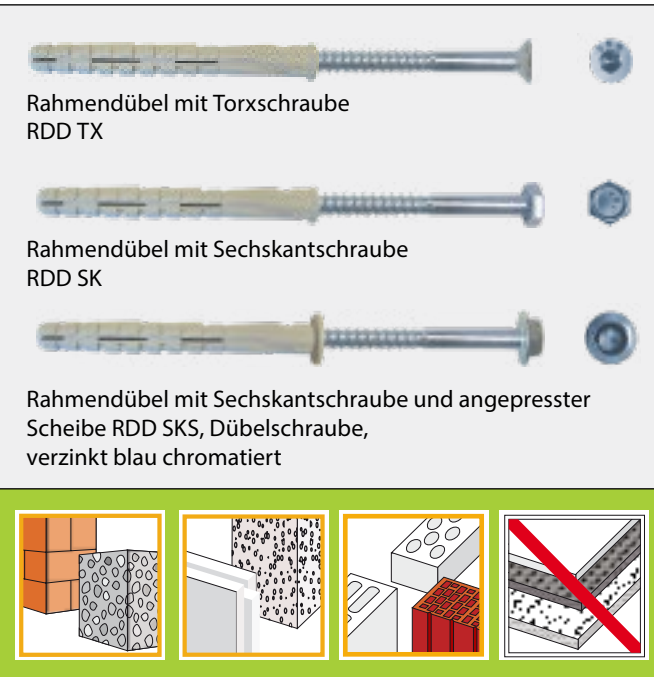 Rahmendübel mit Torxschraube
RDD TX
Rahmendübel mit Sechskantschraube
RDD SK
Rahmendübel mit Sechskantschraube und angepresster
Scheibe RDD SKS, Dübelschraube,
verzinkt blau chromatiert